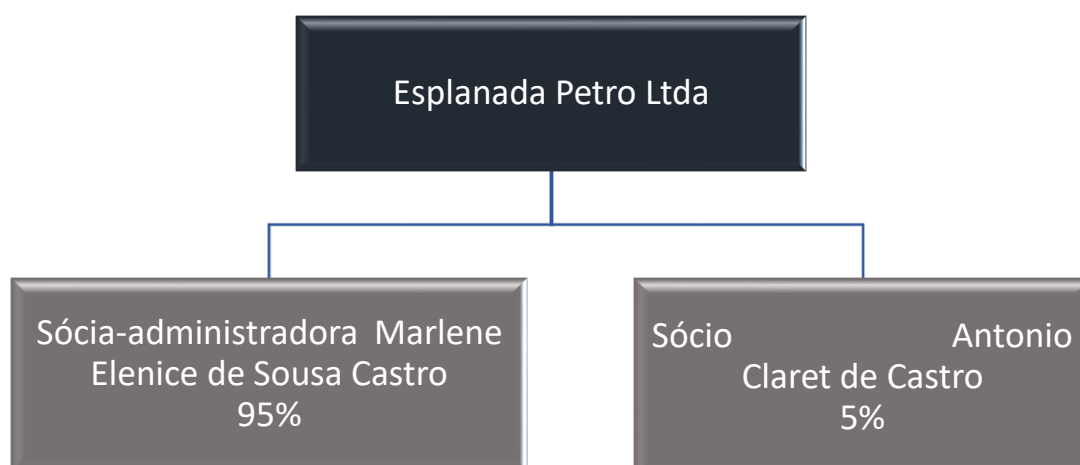 Esplanada Petro Ltda
Sócia-administradora Marlene
Elenice de Sousa Castro
95%
Sócio Antonio
Claret de Castro
5%